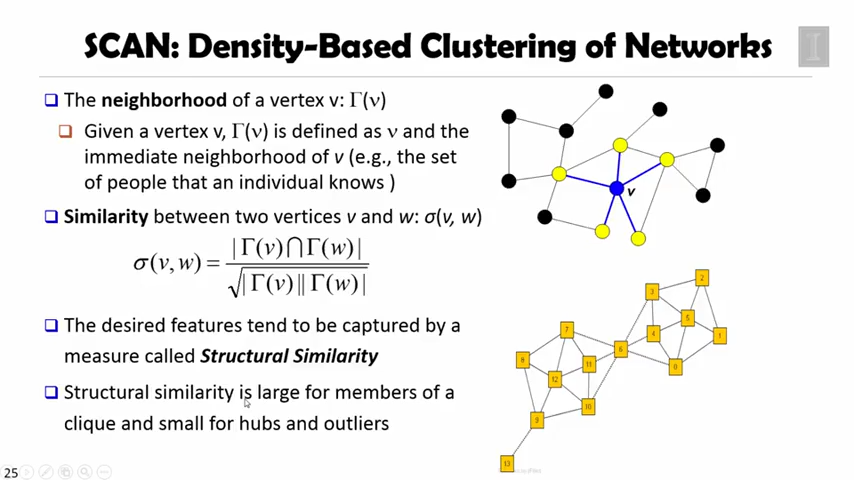 SCAN: Density-Based Clustering of Networks
The neighborhood of a vertex v: Γ(v)
Given a vertex v, Γ(v) is defined as v and the
immediate neighborhood of v (e.g., the set
of people that an individual knows )
Similarity between two vertices v and w: σ(v, w)
σ(v, w) = | Γ(v) ⋂ Γ(w) | / √| Γ(v) || Γ(w) |
The desired features tend to be captured by a
measure called Structural Similarity
Structural similarity is large for members of a
clique and small for hubs and outliers
25
v
2
3
5
4
1
7
6
8
11
0
12
10
9
13